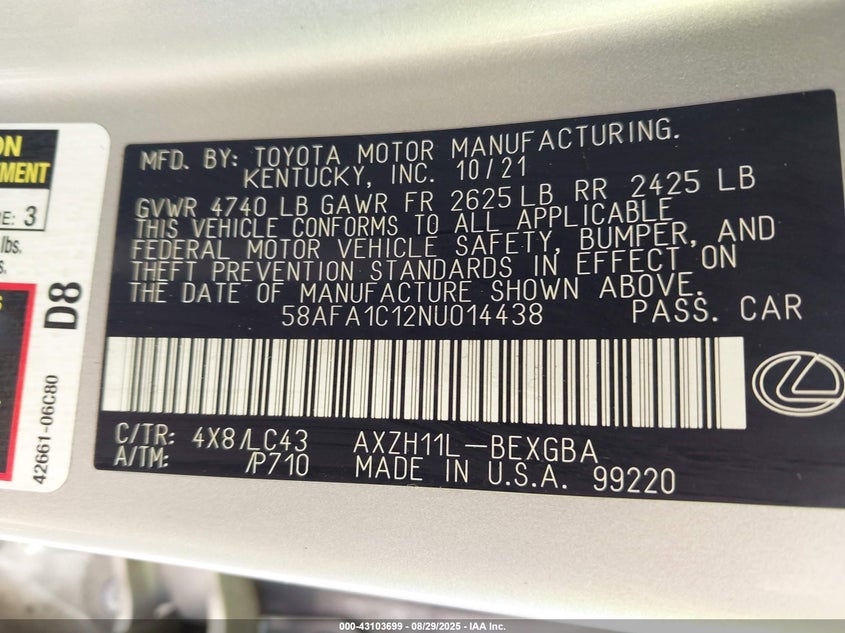 ON
TMENT
RE: 3
lbs.
s.
S
D8
42661-06C80
MFD. BY: TOYOTA MOTOR MANUFACTURING.
KENTUCKY, INC. 10/21
GVWR 4740 LB GAWR FR 2625 LB RR 2425 LB
THIS VEHICLE CONFORMS TO ALL APPLICABLE
FEDERAL MOTOR VEHICLE SAFETY, BUMPER, AND
THEFT PREVENTION STANDARDS IN EFFECT ON
THE DATE OF MANUFACTURE SHOWN ABOVE.
58AFA1C12NU014438 PASS. CAR
C/TR: 4X8/LC43 AXZH11L-BEXGBA
A/TM: /P710 MADE IN U.S.A. 99220
000-43103699 - 08/29/2025 - IAA Inc.